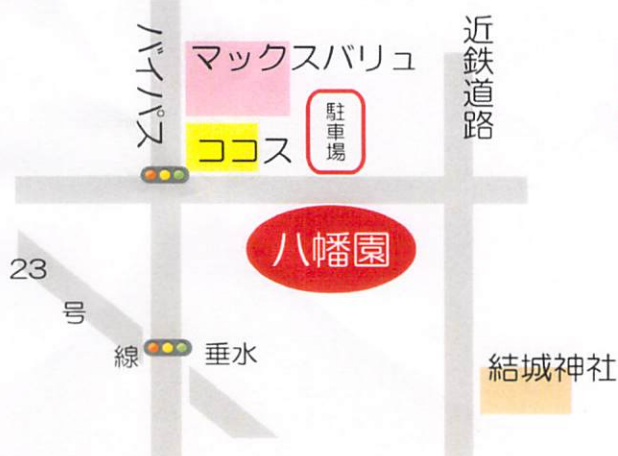 バイパス
マックスバリュ
近鉄道路
駐車場
ココス
八幡園
23号線
垂水
結城神社